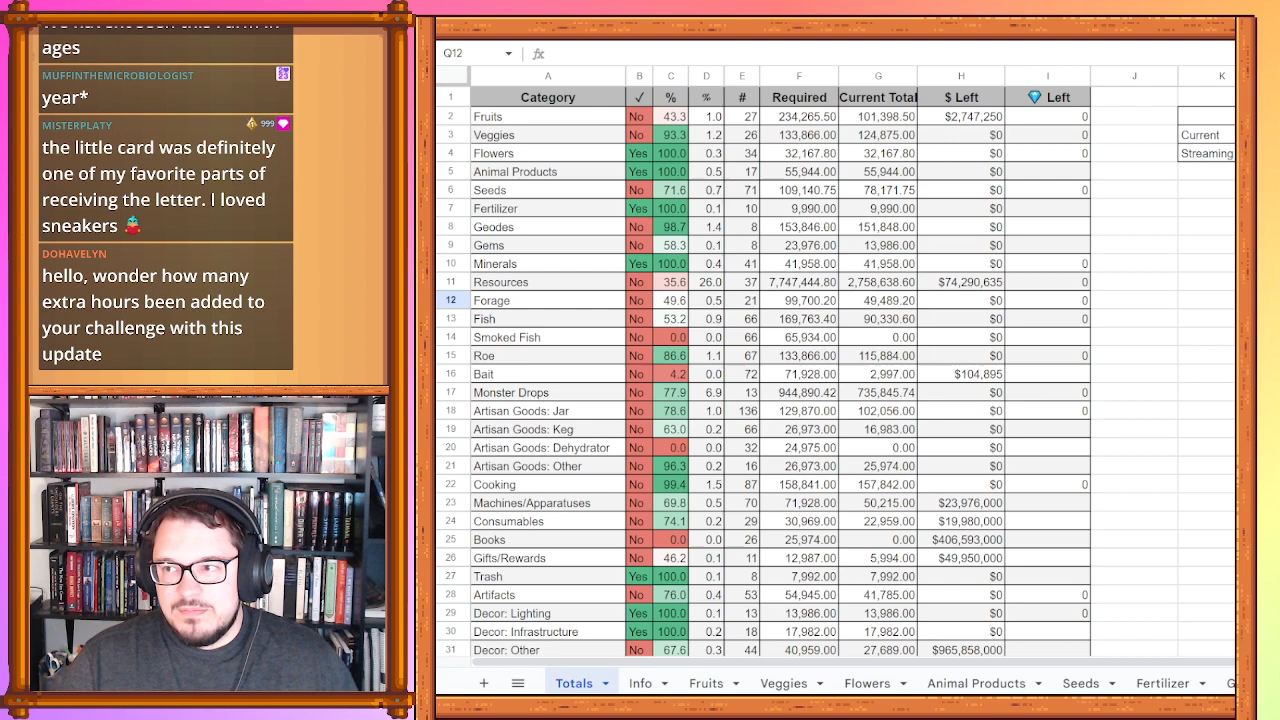 ages
MUFFINTHEMICROBIOLOGIST
year*
MISTERPLATY 999
the little card was definitely
one of my favorite parts of
receiving the letter. I loved
sneakers
DOHAVELYN
hello, wonder how many
extra hours been added to
your challenge with this
update
Q12 fx
A B C D E F G H I J K
1 Category ✓ % % # Required Current Total $ Left 💎 Left
2 Fruits No 43.3 1.0 27 234,265.50 101,398.50 $2,747,250 0
3 Veggies No 93.3 1.2 26 133,866.00 124,875.00 $0 0 Current
4 Flowers Yes 100.0 0.3 34 32,167.80 32,167.80 $0 0 Streaming
5 Animal Products Yes 100.0 0.5 17 55,944.00 55,944.00 $0
6 Seeds No 71.6 0.7 71 109,140.75 78,171.75 $0 0
7 Fertilizer Yes 100.0 0.1 10 9,990.00 9,990.00 $0
8 Geodes No 98.7 1.4 8 153,846.00 151,848.00 $0
9 Gems No 58.3 0.1 8 23,976.00 13,986.00 $0
10 Minerals Yes 100.0 0.4 41 41,958.00 41,958.00 $0 0
11 Resources No 35.6 26.0 37 7,747,444.80 2,758,638.60 $74,290,635 0
12 Forage No 49.6 0.5 21 99,700.20 49,489.20 $0 0
13 Fish No 53.2 0.9 66 169,763.40 90,330.60 $0 0
14 Smoked Fish No 0.0 0.0 66 65,934.00 0.00 $0
15 Roe No 86.6 1.1 67 133,866.00 115,884.00 $0 0
16 Bait No 4.2 0.0 72 71,928.00 2,997.00 $104,895
17 Monster Drops No 77.9 6.9 13 944,890.42 735,845.74 $0 0
18 Artisan Goods: Jar No 78.6 1.0 136 129,870.00 102,056.00 $0 0
19 Artisan Goods: Keg No 63.0 0.2 66 26,973.00 16,983.00 $0
20 Artisan Goods: Dehydrator No 0.0 0.0 32 24,975.00 0.00 $0
21 Artisan Goods: Other No 96.3 0.2 16 26,973.00 25,974.00 $0
22 Cooking No 99.4 1.5 87 158,841.00 157,842.00 $0 0
23 Machines/Apparatuses No 69.8 0.5 70 71,928.00 50,215.00 $23,976,000
24 Consumables No 74.1 0.2 29 30,969.00 22,959.00 $19,980,000
25 Books No 0.0 0.0 26 25,974.00 0.00 $406,593,000
26 Gifts/Rewards No 46.2 0.1 11 12,987.00 5,994.00 $49,950,000
27 Trash Yes 100.0 0.1 8 7,992.00 7,992.00 $0
28 Artifacts No 76.0 0.4 53 54,945.00 41,785.00 $0 0
29 Decor: Lighting Yes 100.0 0.1 13 13,986.00 13,986.00 $0 0
30 Decor: Infrastructure Yes 100.0 0.2 18 17,982.00 17,982.00 $0
31 Decor: Other No 67.6 0.3 44 40,959.00 27,689.00 $965,858,000
+ Totals Info Fruits Veggies Flowers Animal Products Seeds Fertilizer